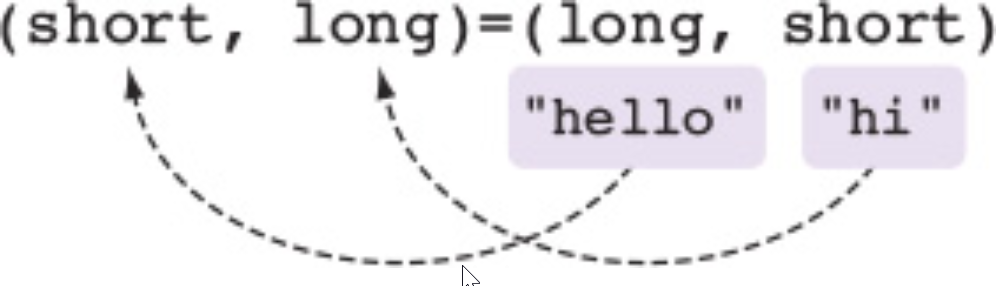 (short, long)=(long, short)
"hello" "hi"